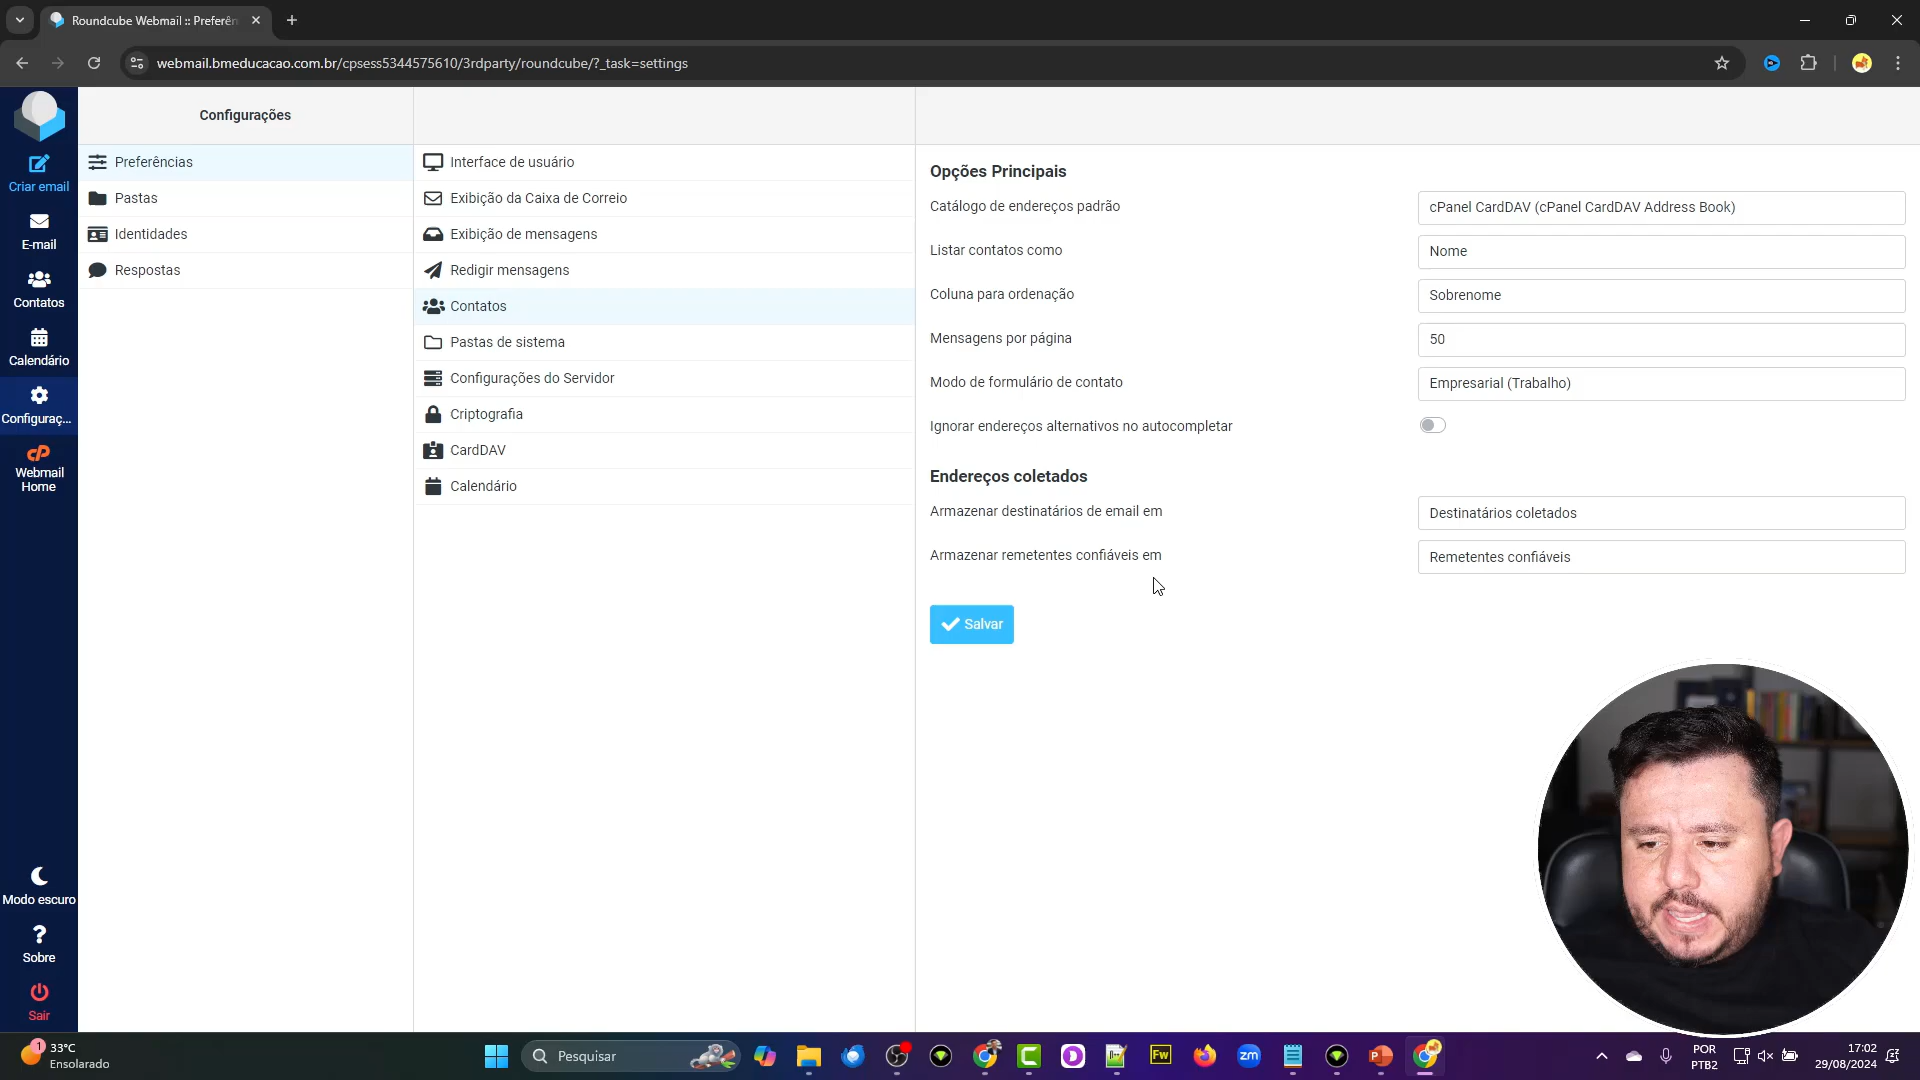 Roundcube Webmail :: Preferên
webmail.bmeducacao.com.br/cpsess5344575610/3rdparty/roundcube/?_task=settings
Criar email
E-mail
Contatos
Calendário
Configuraç...
cP
Webmail
Home
Modo escuro
Sobre
Sair
Configurações
Preferências
Pastas
Identidades
Respostas
Interface de usuário
Exibição da Caixa de Correio
Exibição de mensagens
Redigir mensagens
Contatos
Pastas de sistema
Configurações do Servidor
Criptografia
CardDAV
Calendário
Opções Principais
Catálogo de endereços padrão
cPanel CardDAV (cPanel CardDAV Address Book)
Listar contatos como
Nome
Coluna para ordenação
Sobrenome
Mensagens por página
50
Modo de formulário de contato
Empresarial (Trabalho)
Ignorar endereços alternativos no autocompletar
Endereços coletados
Armazenar destinatários de email em
Destinatários coletados
Armazenar remetentes confiáveis em
Remetentes confiáveis
Salvar
1
33°C
Ensolarado
Pesquisar
Fw
zm
POR
PTB2
17:02
29/08/2024